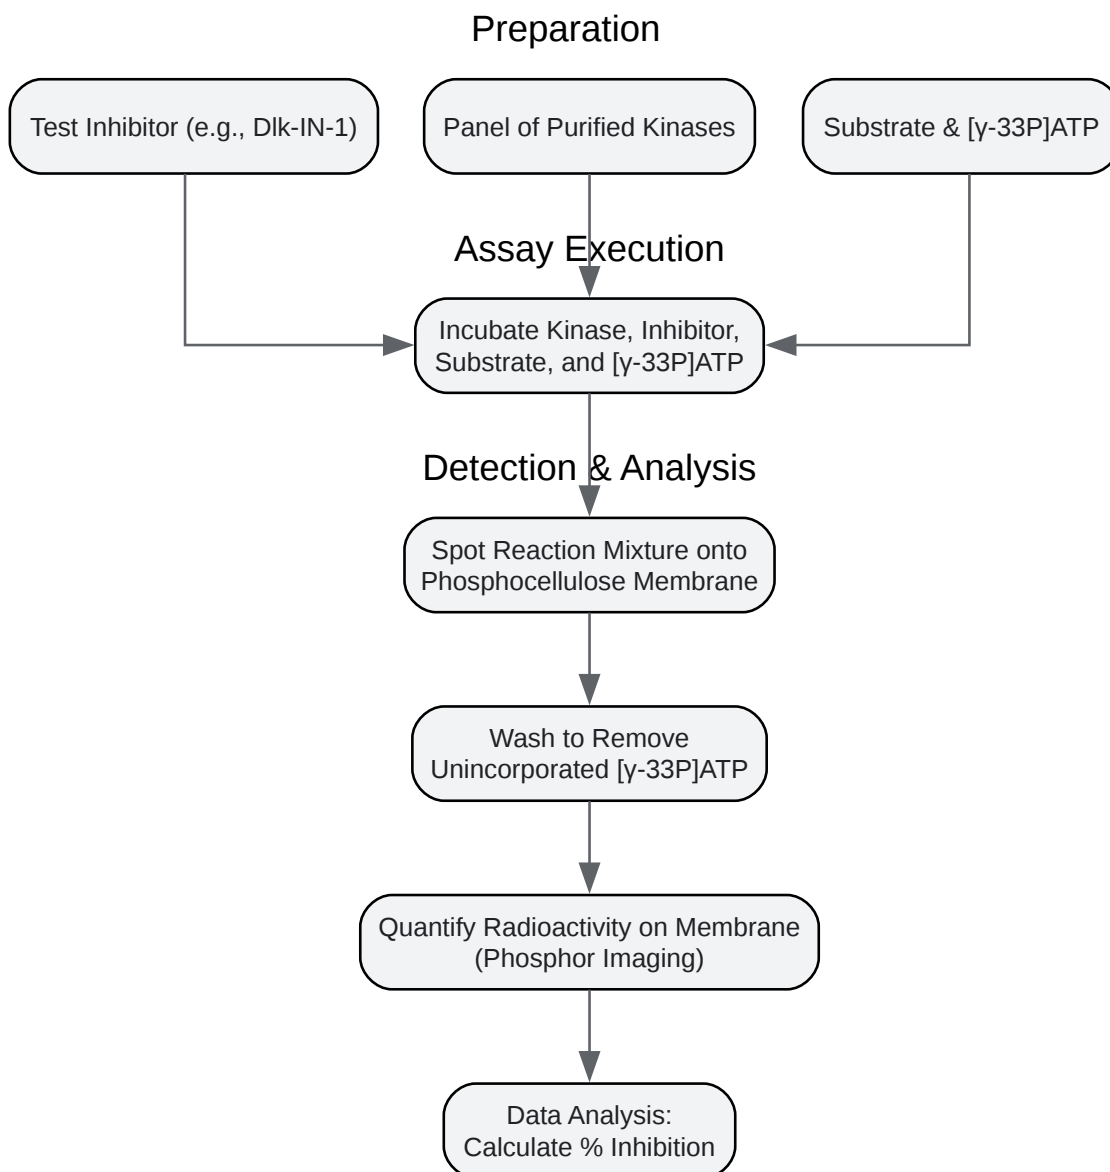 Preparation
Test Inhibitor (e.g., Dlk-IN-1)
Panel of Purified Kinases
Substrate & [γ-33P]ATP
Assay Execution
Incubate Kinase, Inhibitor,
Substrate, and [γ-33P]ATP
Detection & Analysis
Spot Reaction Mixture onto
Phosphocellulose Membrane
Wash to Remove
Unincorporated [γ-33P]ATP
Quantify Radioactivity on Membrane
(Phosphor Imaging)
Data Analysis:
Calculate % Inhibition